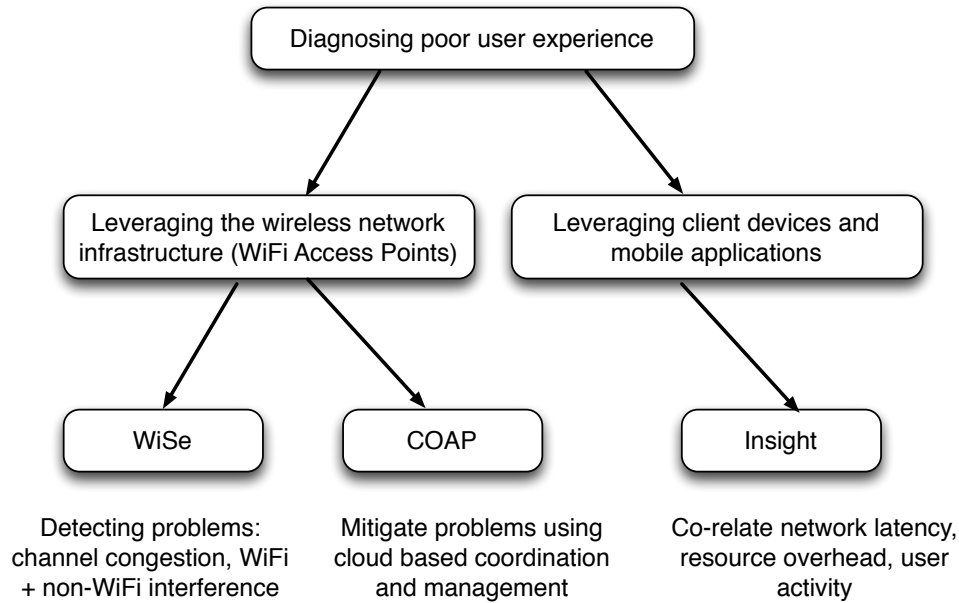 Diagnosing poor user experience
Leveraging the wireless network
infrastructure (WiFi Access Points)
Leveraging client devices and
mobile applications
WiSe
COAP
Insight
Detecting problems:
channel congestion, WiFi
+ non-WiFi interference
Mitigate problems using
cloud based coordination
and management
Co-relate network latency,
resource overhead, user
activity